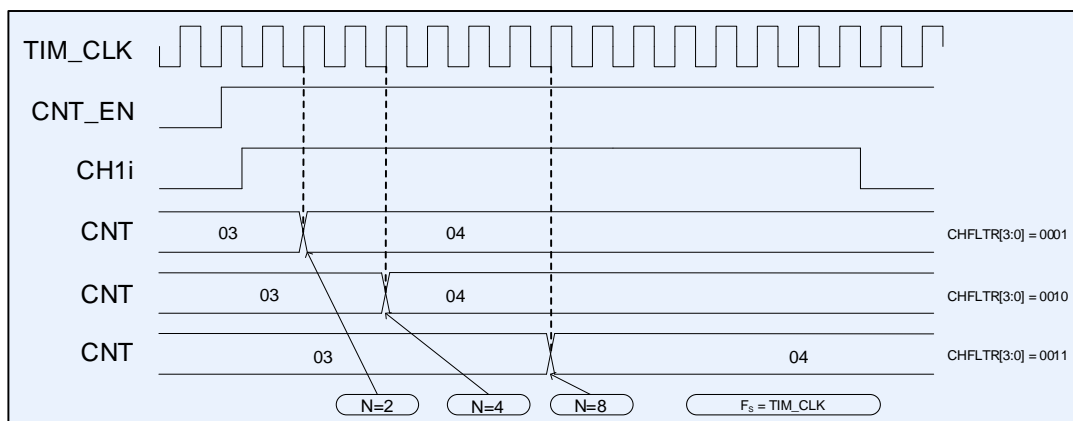 TIM_CLK
CNT_EN
CH1i
CNT 03 04 CHFLTR[3:0] = 0001
CNT 03 04 CHFLTR[3:0] = 0010
CNT 03 04 CHFLTR[3:0] = 0011
N=2 N=4 N=8 FS = TIM_CLK